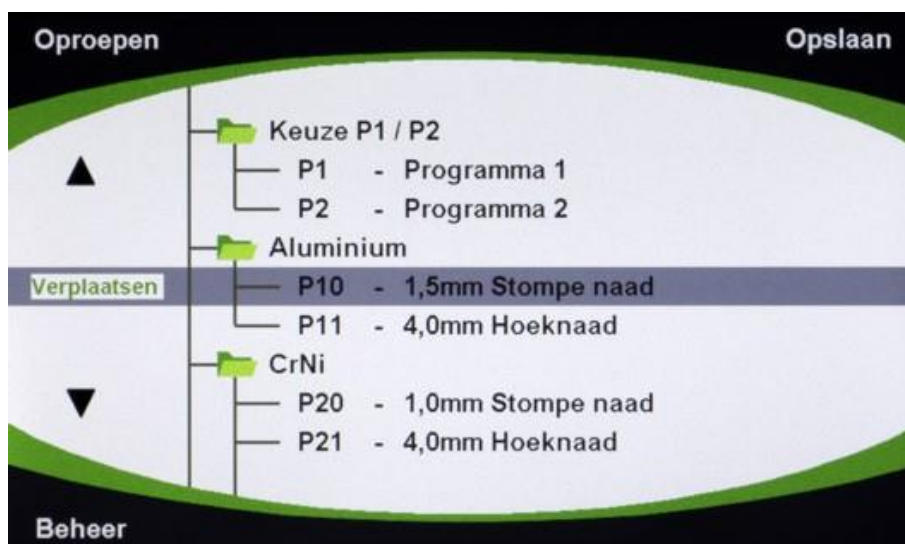 Oproepen Opslaan
Keuze P1 / P2
P1 - Programma 1
P2 - Programma 2
Aluminium
Verplaatsen P10 - 1,5mm Stompe naad
P11 - 4,0mm Hoeknaad
CrNi
P20 - 1,0mm Stompe naad
P21 - 4,0mm Hoeknaad
Beheer